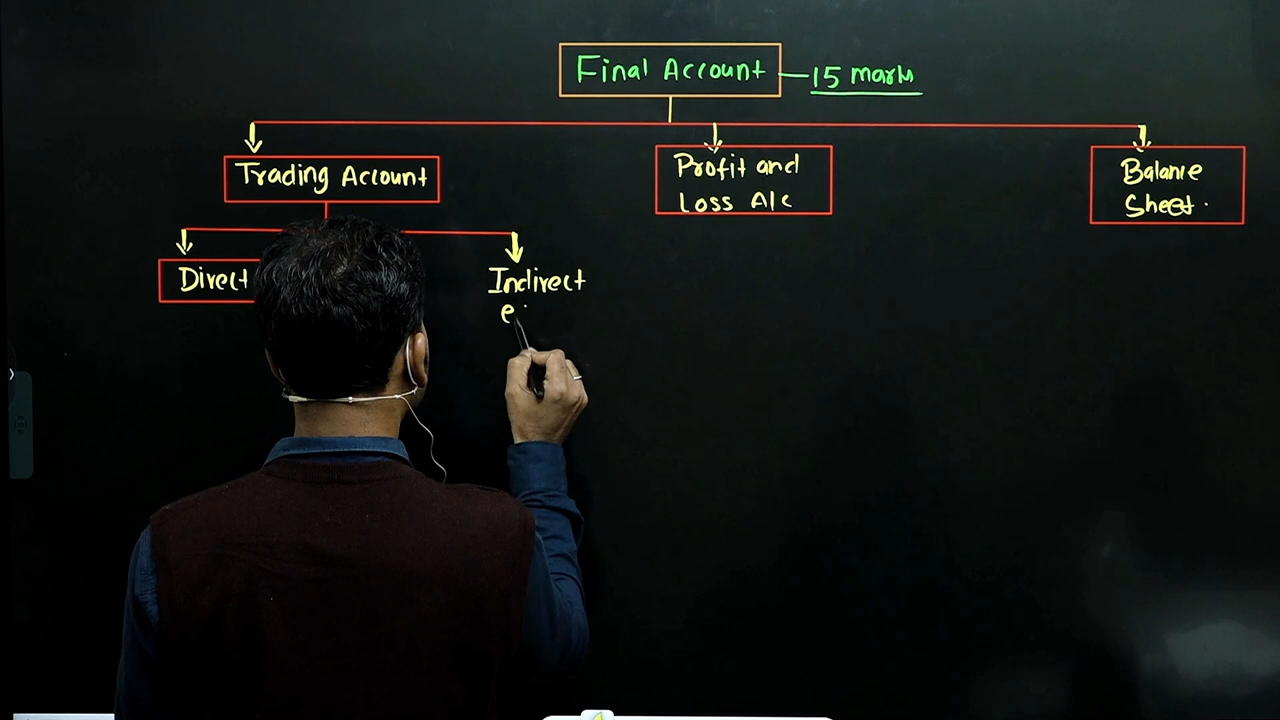 Final Account — 15 marks
Trading Account
Profit and
Loss A/c
Balance
Sheet.
Direct
Indirect
e